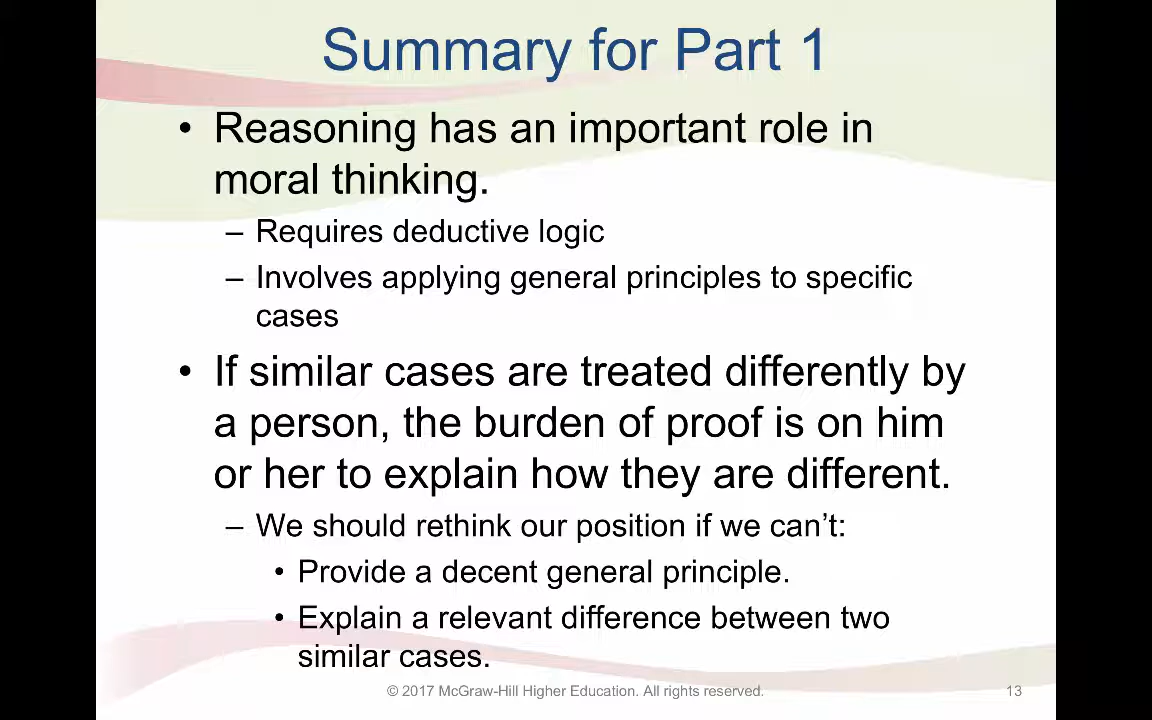 Summary for Part 1
• Reasoning has an important role in
moral thinking.
– Requires deductive logic
– Involves applying general principles to specific
cases
• If similar cases are treated differently by
a person, the burden of proof is on him
or her to explain how they are different.
– We should rethink our position if we can’t:
• Provide a decent general principle.
• Explain a relevant difference between two
similar cases.
© 2017 McGraw-Hill Higher Education. All rights reserved. 13